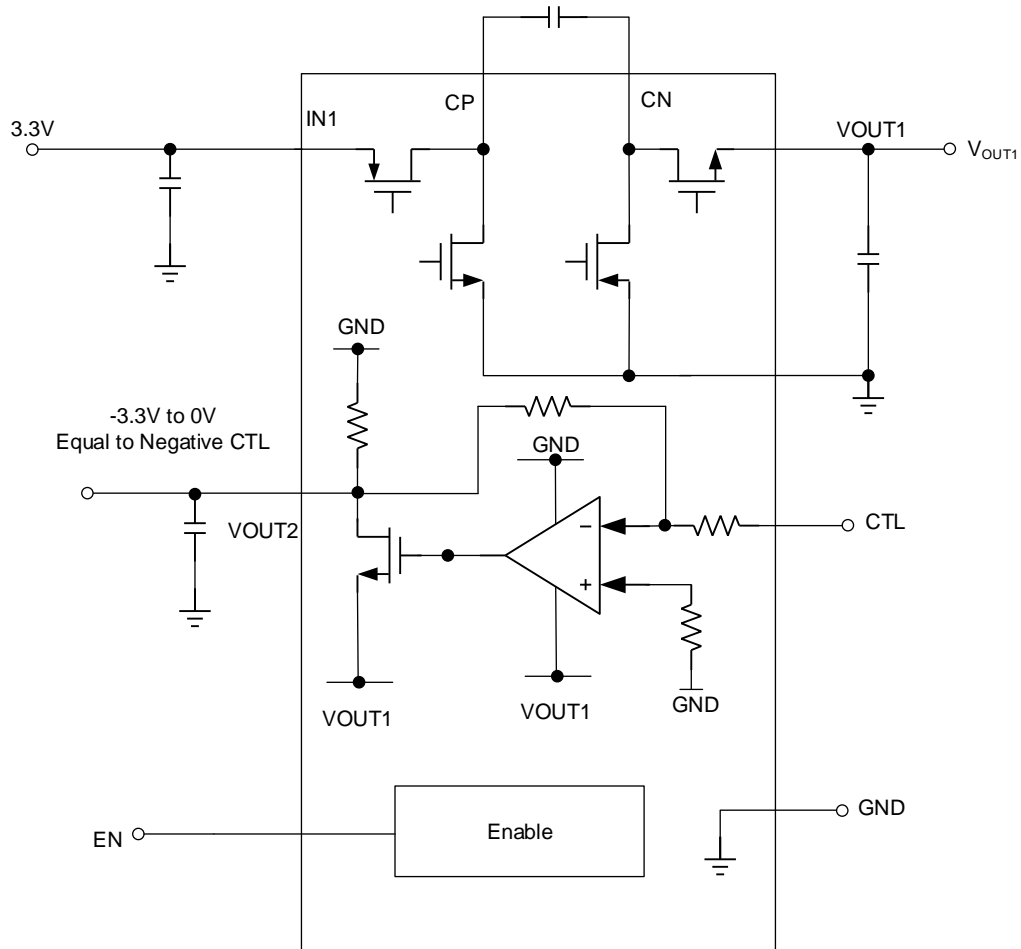 CP
CN
IN1
3.3V
VOUT1
VOUT1
GND
-3.3V to 0V
Equal to Negative CTL
GND
VOUT2
−
CTL
+
VOUT1
VOUT1
GND
EN
Enable
GND